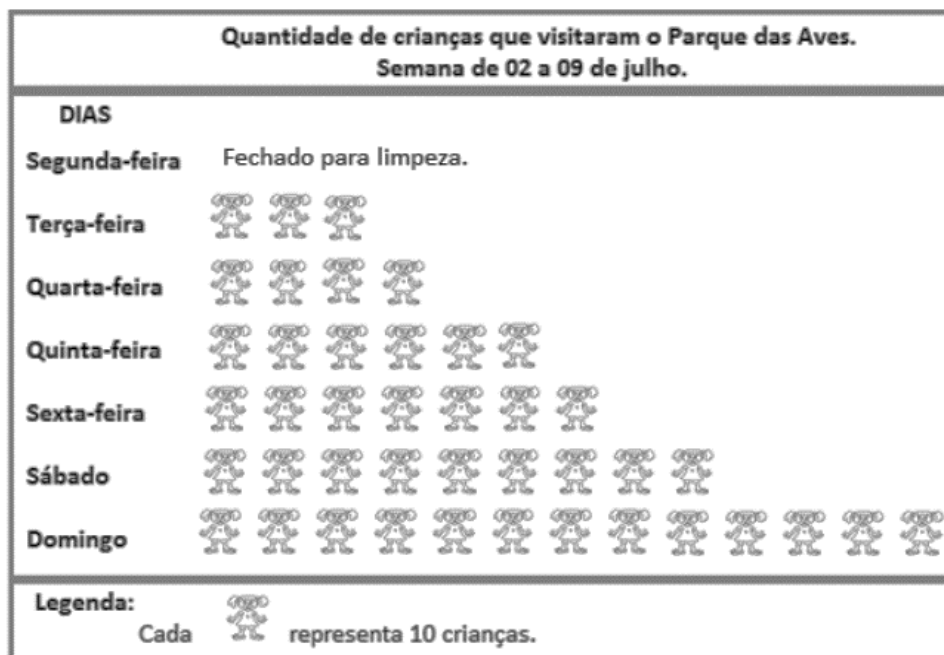 Quantidade de crianças que visitaram o Parque das Aves.
Semana de 02 a 09 de julho.
DIAS
Segunda-feira Fechado para limpeza.
Terça-feira
Quarta-feira
Quinta-feira
Sexta-feira
Sábado
Domingo
Legenda:
Cada representa 10 crianças.